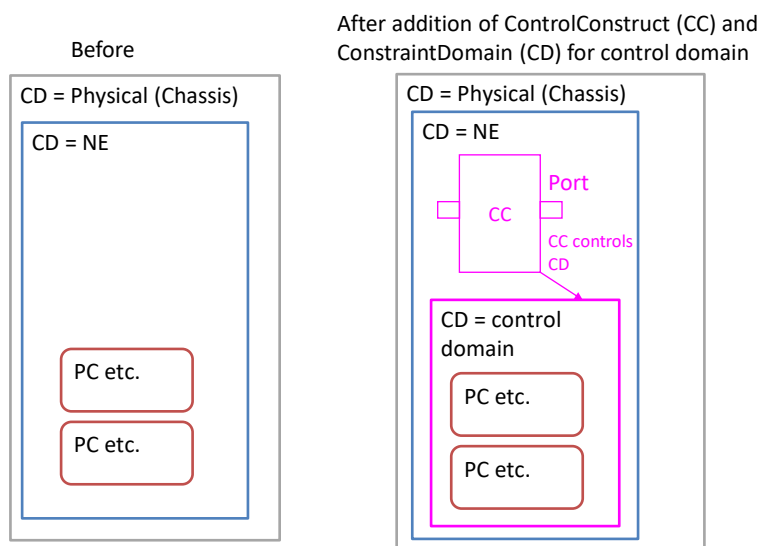 Before
CD = Physical (Chassis)
CD = NE
PC etc.
PC etc.
After addition of ControlConstruct (CC) and
ConstraintDomain (CD) for control domain
CD = Physical (Chassis)
CD = NE
Port
CC
CC controls
CD
CD = control
domain
PC etc.
PC etc.